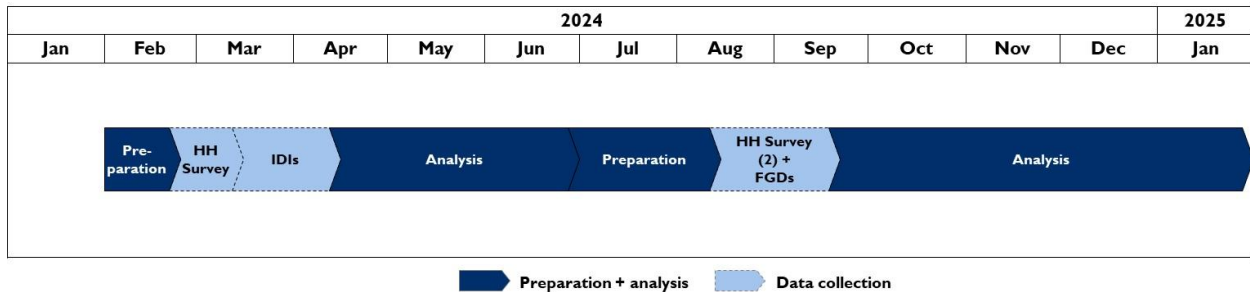 2024 2025
Jan Feb Mar Apr May Jun Jul Aug Sep Oct Nov Dec Jan
Pre-
paration
HH
Survey
IDIs
Analysis
Preparation
HH Survey
(2) +
FGDs
Analysis
Preparation + analysis
Data collection